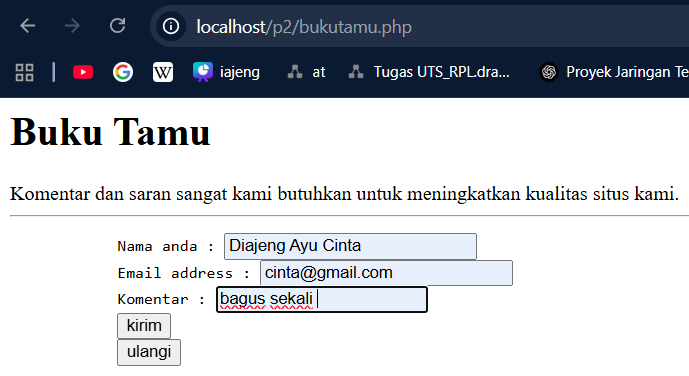 localhost/p2/bukutamu.php
iajeng at Tugas UTS_RPL.dra... Proyek Jaringan Te
Buku Tamu
Komentar dan saran sangat kami butuhkan untuk meningkatkan kualitas situs kami.
Nama anda : Diajeng Ayu Cinta
Email address : cinta@gmail.com
Komentar : bagus sekali
kirim
ulangi